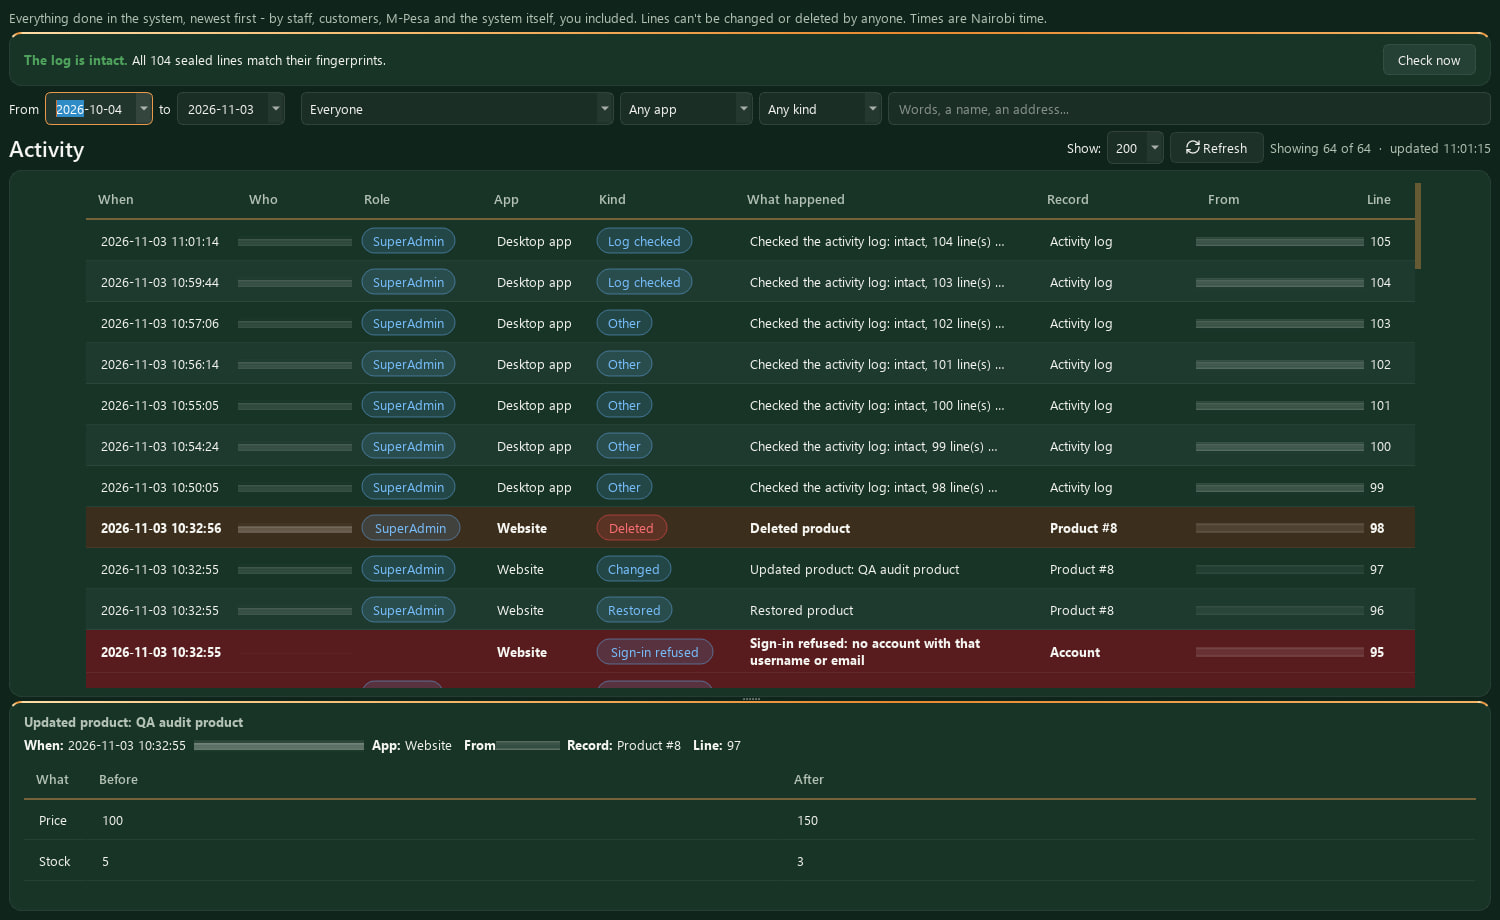 Everything done in the system, newest first - by staff, customers, M-Pesa and the system itself, you included. Lines can't be changed or deleted by anyone. Times are Nairobi time.
The log is intact. All 104 sealed lines match their fingerprints. Check now
From 2026-10-04 to 2026-11-03 Everyone Any app Any kind Words, a name, an address...
Activity Show: 200 Refresh Showing 64 of 64 · updated 11:01:15
When Who Role App Kind What happened Record From Line
2026-11-03 11:01:14 SuperAdmin Desktop app Log checked Checked the activity log: intact, 104 line(s) ... Activity log 105
2026-11-03 10:59:44 SuperAdmin Desktop app Log checked Checked the activity log: intact, 103 line(s) ... Activity log 104
2026-11-03 10:57:06 SuperAdmin Desktop app Other Checked the activity log: intact, 102 line(s) ... Activity log 103
2026-11-03 10:56:14 SuperAdmin Desktop app Other Checked the activity log: intact, 101 line(s) ... Activity log 102
2026-11-03 10:55:05 SuperAdmin Desktop app Other Checked the activity log: intact, 100 line(s) ... Activity log 101
2026-11-03 10:54:24 SuperAdmin Desktop app Other Checked the activity log: intact, 99 line(s) ... Activity log 100
2026-11-03 10:50:05 SuperAdmin Desktop app Other Checked the activity log: intact, 98 line(s) ... Activity log 99
2026-11-03 10:32:56 SuperAdmin Website Deleted Deleted product Product #8 98
2026-11-03 10:32:55 SuperAdmin Website Changed Updated product: QA audit product Product #8 97
2026-11-03 10:32:55 SuperAdmin Website Restored Restored product Product #8 96
2026-11-03 10:32:55 Website Sign-in refused Sign-in refused: no account with that
username or email Account 95
Updated product: QA audit product
When: 2026-11-03 10:32:55 App: Website From Record: Product #8 Line: 97
What Before After
Price 100 150
Stock 5 3